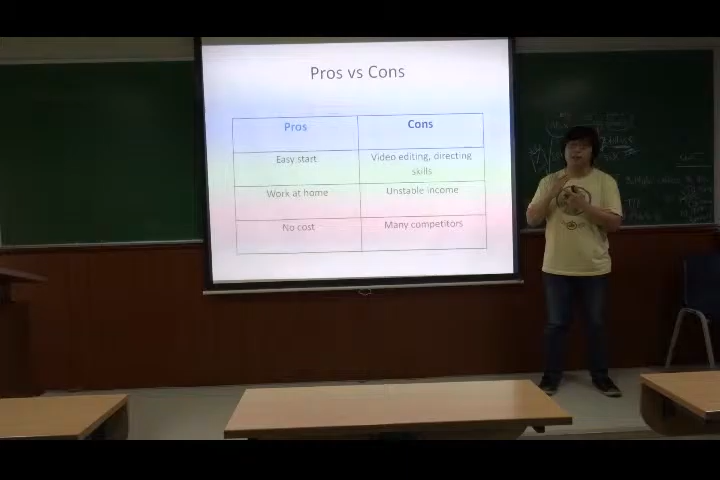 Pros vs Cons
Pros
Cons
Easy start
Video editing, directing
skills
Work at home
Unstable income
No cost
Many competitors